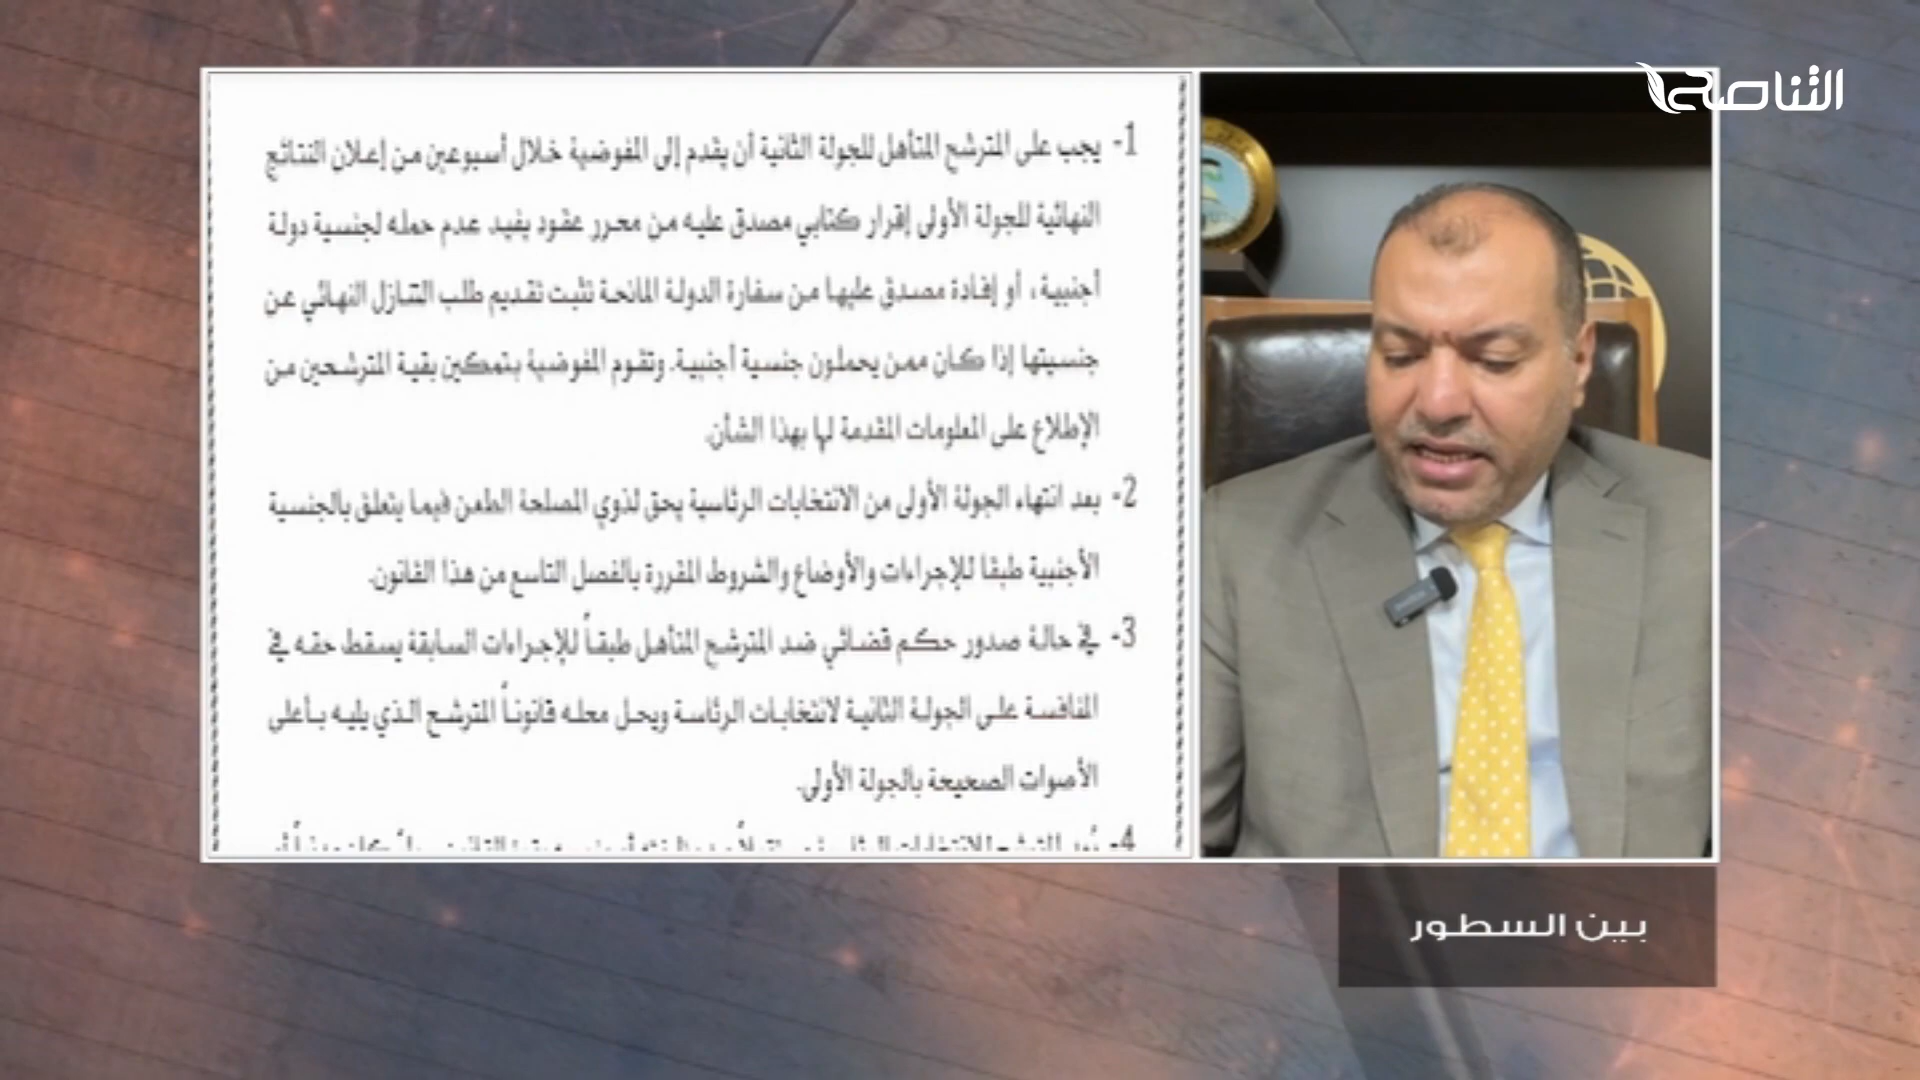 التناصح
1- يجب على المترشح المتأهل للجولة الثانية أن يقدم إلى المفوضية خلال أسبوعين من إعلان النتائج
النهائية للجولة الأولى إقرار كتابي مصدق عليه من محرر عقود يفيد عدم حمله لجنسية دولة
أجنبية، أو إفادة مصدق عليها من سفارة الدولة المانحة تثبت تقديم طلب التنازل النهائي عن
جنسيتها إذا كان ممن يحملون جنسية أجنبية. وتقوم المفوضية بتمكين بقية المترشحين من
الإطلاع على المعلومات المقدمة لها بهذا الشأن.
2- بعد انتهاء الجولة الأولى من الانتخابات الرئاسية يحق لذوي المصلحة الطعن فيما يتعلق بالجنسية
الأجنبية طبقا للإجراءات والأوضاع والشروط المقررة بالفصل التاسع من هذا القانون.
3- في حالة صدور حكم قضائي ضد المترشح المتأهل طبقاً للإجراءات السابقة يسقط حقه في
المنافسة على الجولة الثانية لانتخابات الرئاسة ويحل محله قانوناً المترشح الذي يليه بأعلى
الأصوات الصحيحة بالجولة الأولى.
4-
بين السطور